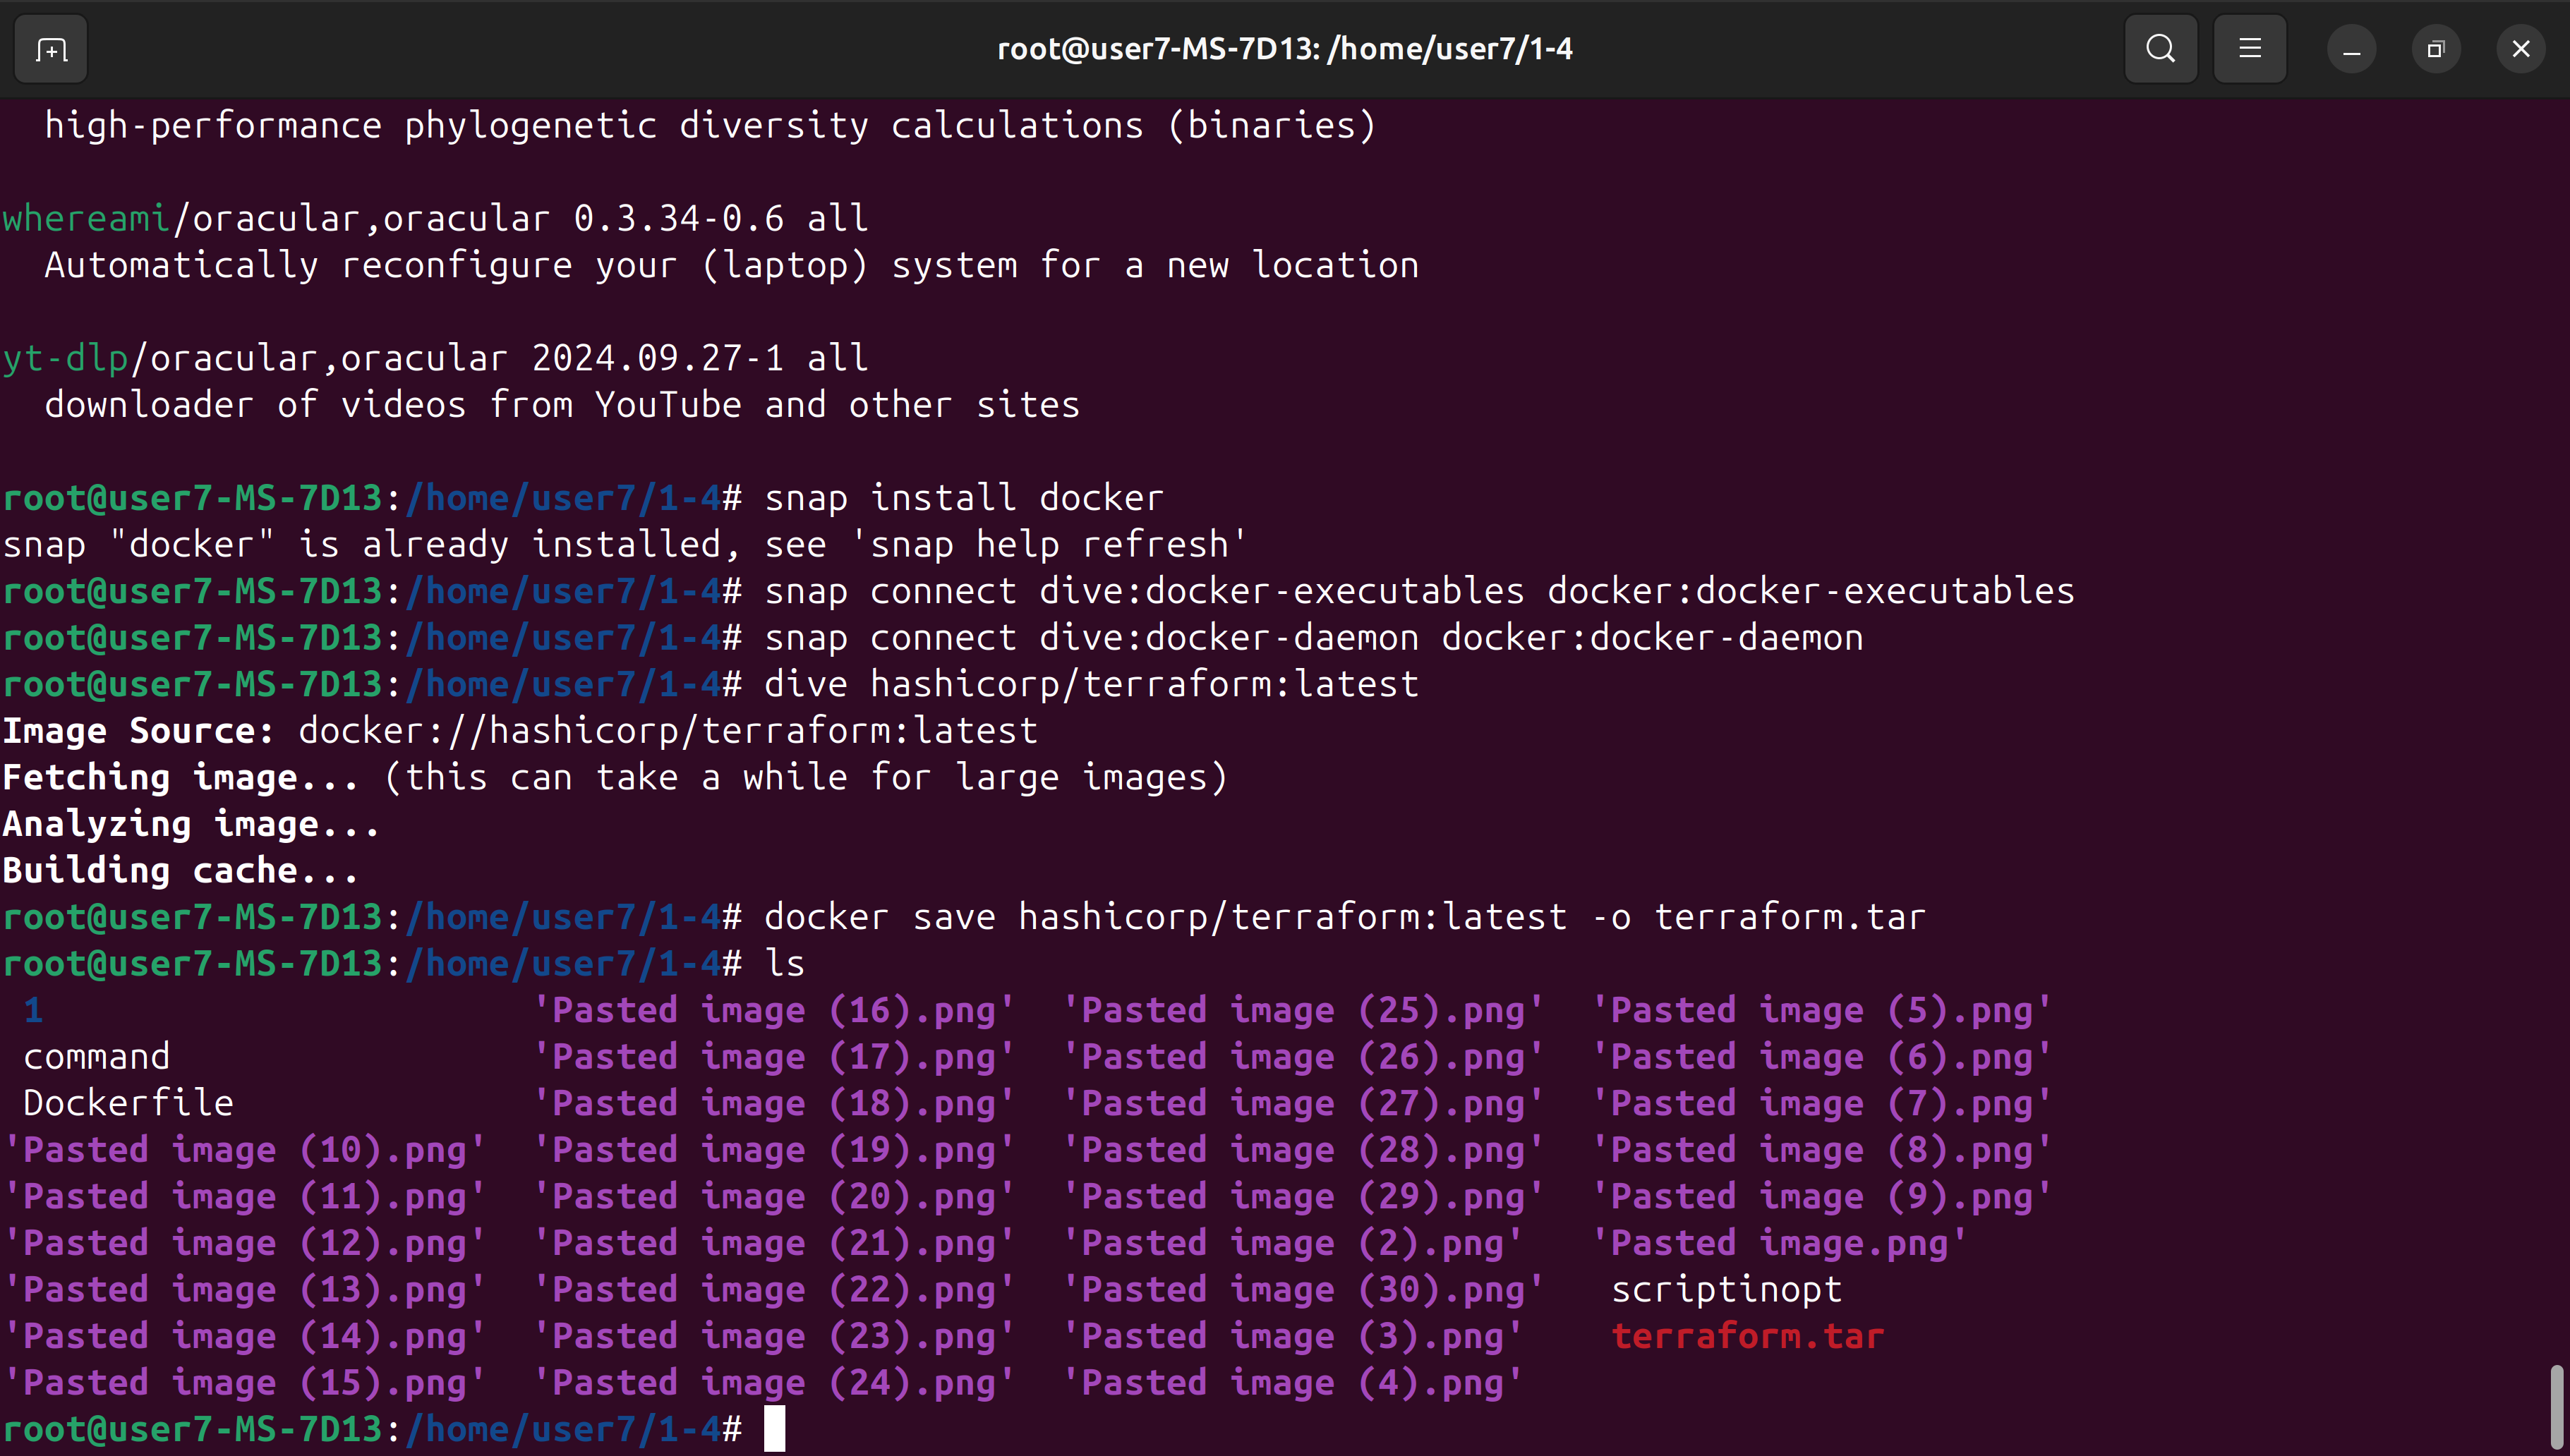 root@user7-MS-7D13: /home/user7/1-4
  high-performance phylogenetic diversity calculations (binaries)

whereami/oracular,oracular 0.3.34-0.6 all
  Automatically reconfigure your (laptop) system for a new location

yt-dlp/oracular,oracular 2024.09.27-1 all
  downloader of videos from YouTube and other sites

root@user7-MS-7D13:/home/user7/1-4# snap install docker
snap "docker" is already installed, see 'snap help refresh'
root@user7-MS-7D13:/home/user7/1-4# snap connect dive:docker-executables docker:docker-executables
root@user7-MS-7D13:/home/user7/1-4# snap connect dive:docker-daemon docker:docker-daemon
root@user7-MS-7D13:/home/user7/1-4# dive hashicorp/terraform:latest
Image Source: docker://hashicorp/terraform:latest
Fetching image... (this can take a while for large images)
Analyzing image...
Building cache...
root@user7-MS-7D13:/home/user7/1-4# docker save hashicorp/terraform:latest -o terraform.tar
root@user7-MS-7D13:/home/user7/1-4# ls
 1                       'Pasted image (16).png'  'Pasted image (25).png'  'Pasted image (5).png'
 command                 'Pasted image (17).png'  'Pasted image (26).png'  'Pasted image (6).png'
 Dockerfile              'Pasted image (18).png'  'Pasted image (27).png'  'Pasted image (7).png'
'Pasted image (10).png'  'Pasted image (19).png'  'Pasted image (28).png'  'Pasted image (8).png'
'Pasted image (11).png'  'Pasted image (20).png'  'Pasted image (29).png'  'Pasted image (9).png'
'Pasted image (12).png'  'Pasted image (21).png'  'Pasted image (2).png'   'Pasted image.png'
'Pasted image (13).png'  'Pasted image (22).png'  'Pasted image (30).png'   scriptinopt
'Pasted image (14).png'  'Pasted image (23).png'  'Pasted image (3).png'    terraform.tar
'Pasted image (15).png'  'Pasted image (24).png'  'Pasted image (4).png'
root@user7-MS-7D13:/home/user7/1-4#